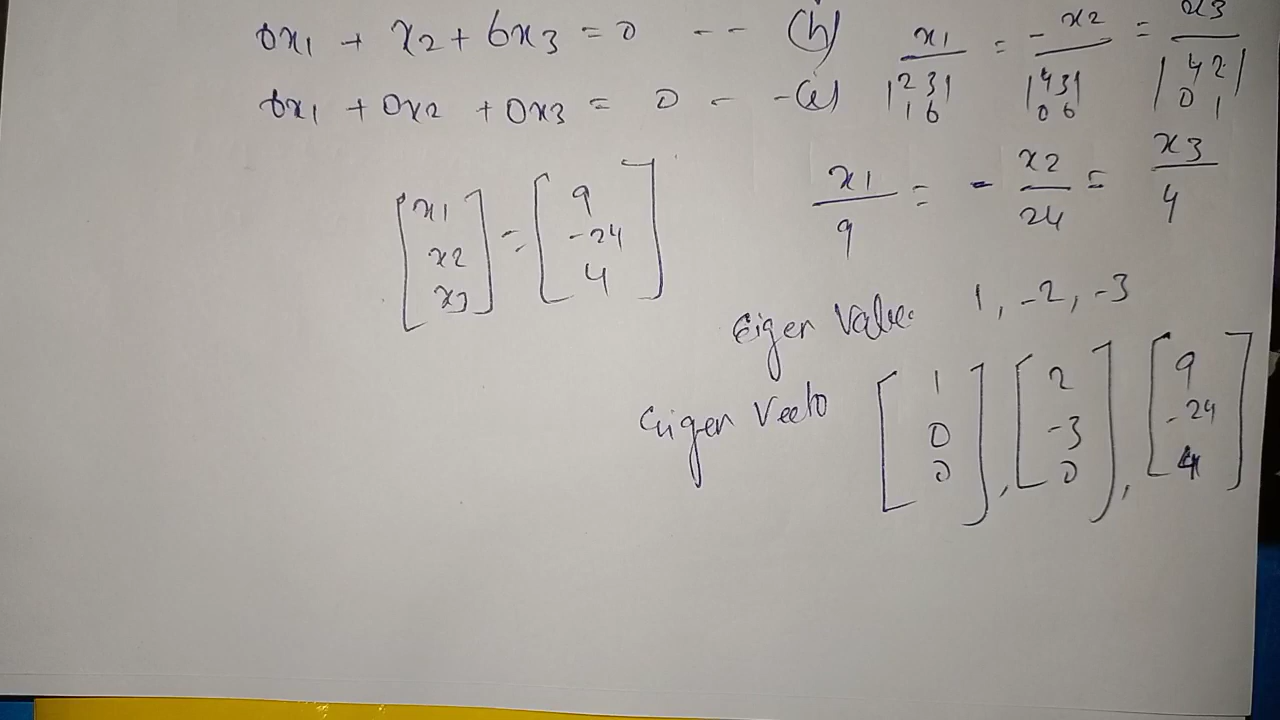 0x1 + x2 + 6x3 = 0 -- (h)
0x1 + 0x2 + 0x3 = 0 - -(i)
x1 / |2 3 1 6| = -x2 / |4 3 0 6| = x3 / |4 2 0 1|
x1/9 = - x2/24 = x3/4
[x1 x2 x3] = [9 -24 4]
Eigen Value 1, -2, -3
Eigen Vecto [1 0 0], [2 -3 0], [9 -24 4]